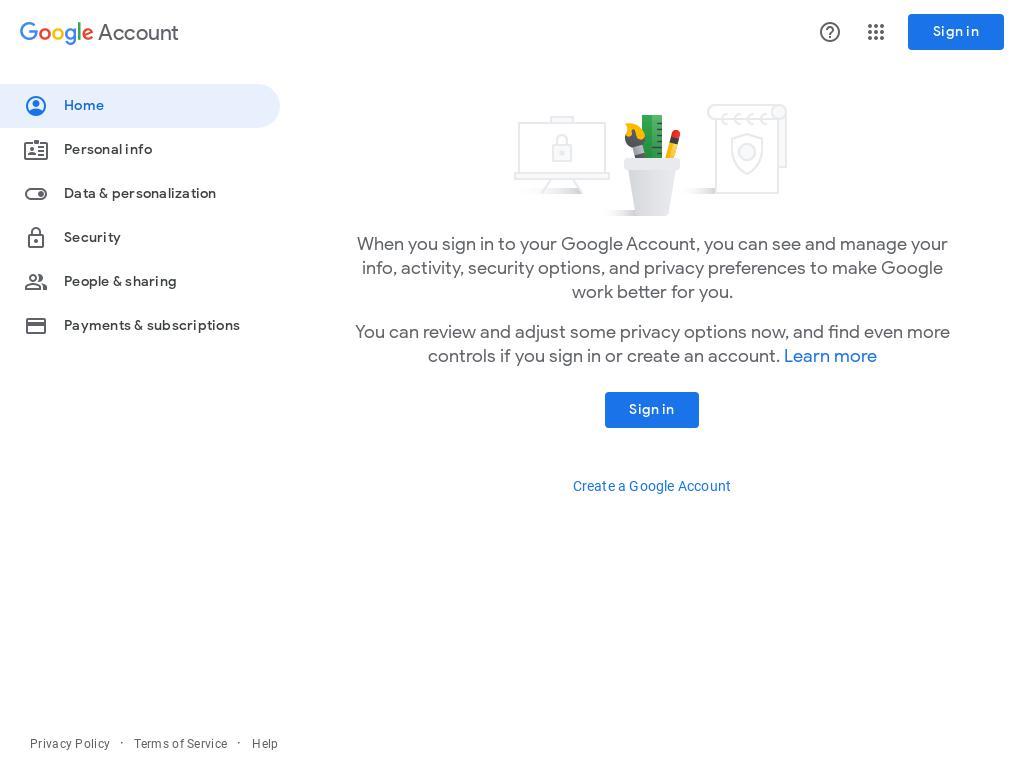 Google Account
Sign in
Home
Personal info
Data & personalization
Security
People & sharing
Payments & subscriptions
When you sign in to your Google Account, you can see and manage your
info, activity, security options, and privacy preferences to make Google
work better for you.
You can review and adjust some privacy options now, and find even more
controls if you sign in or create an account. Learn more
Sign in
Create a Google Account
Privacy Policy · Terms of Service · Help